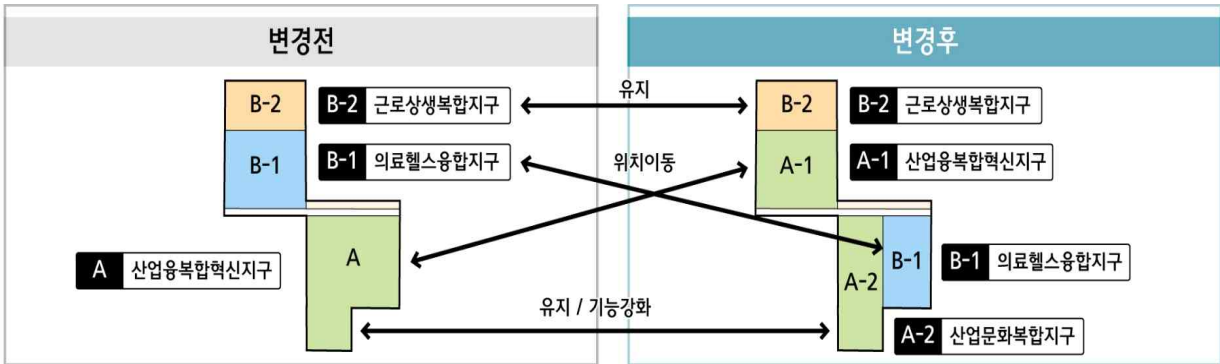 변경전
변경후
B-2
B-2 근로상생복합지구
유지
B-2
B-2 근로상생복합지구
B-1
B-1 의료헬스융합지구
위치이동
A-1
A-1 산업융복합혁신지구
A
A 산업융복합혁신지구
A-2
B-1
B-1 의료헬스융합지구
유지 / 기능강화
A-2 산업문화복합지구